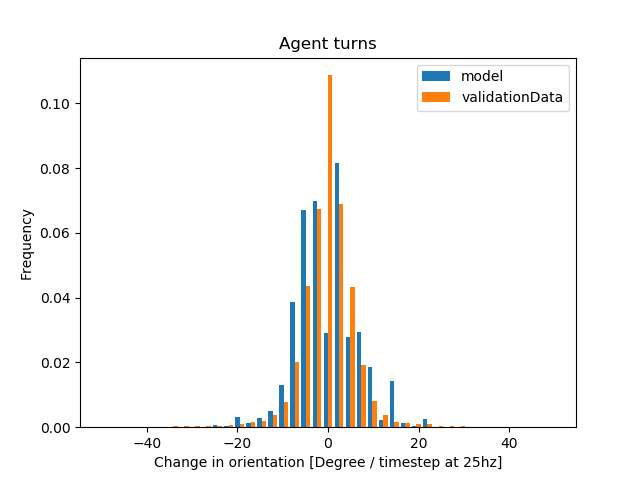 Agent turns
model
validationData
0.10
0.08
0.06
0.04
0.02
0.00
Frequency
−40
−20
0
20
40
Change in orientation [Degree / timestep at 25hz]